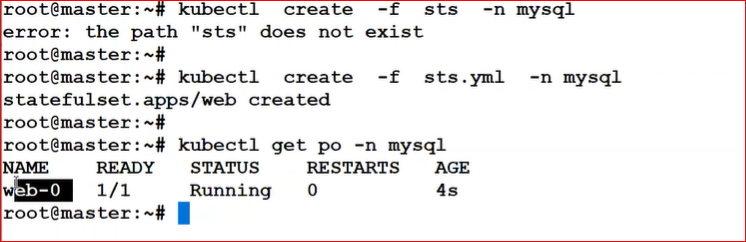 root@master:~# kubectl create -f sts -n mysql
error: the path "sts" does not exist
root@master:~#
root@master:~# kubectl create -f sts.yml -n mysql
statefulset.apps/web created
root@master:~#
root@master:~# kubectl get po -n mysql
NAME READY STATUS RESTARTS AGE
web-0 1/1 Running 0 4s
root@master:~#